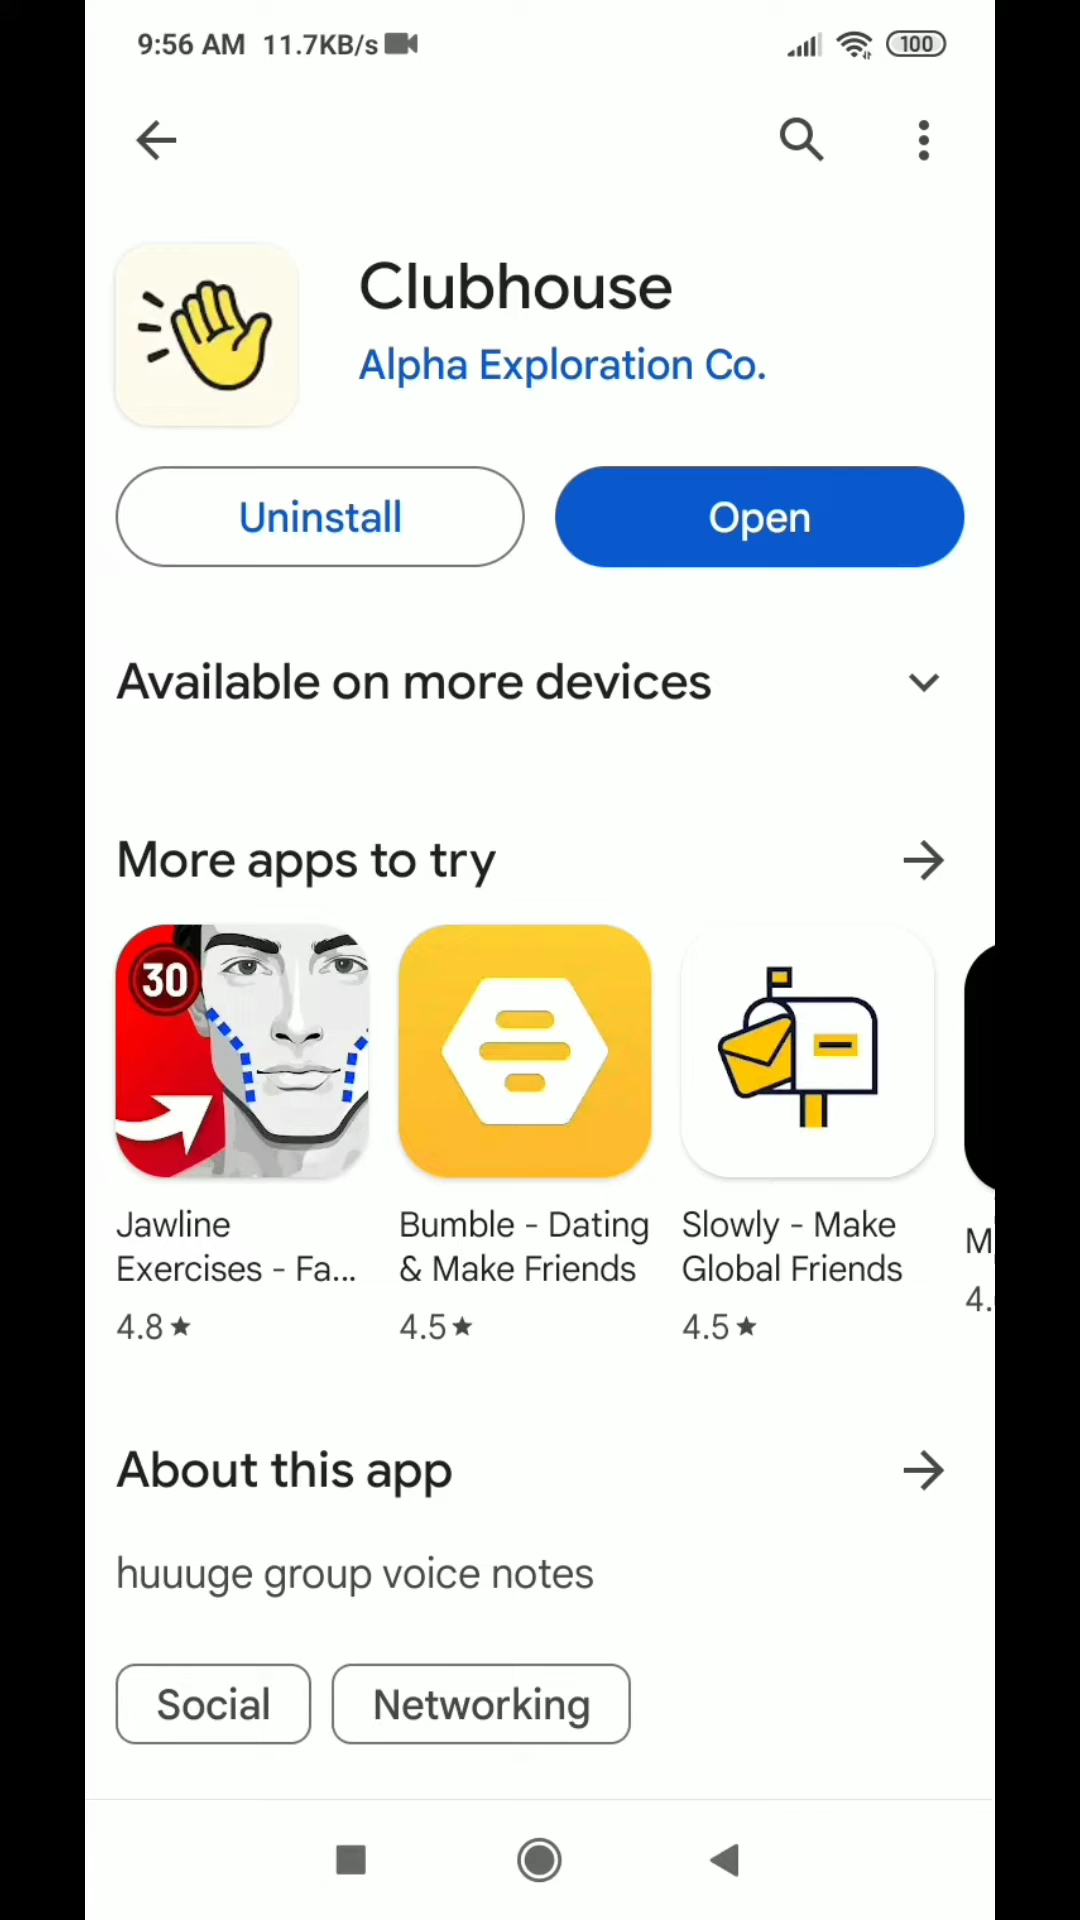 9:56 AM 11.7KB/s 100
Clubhouse
Alpha Exploration Co.
Uninstall Open
Available on more devices
More apps to try
30
Jawline Bumble - Dating Slowly - Make
Exercises - Fa... & Make Friends Global Friends M
4.8★ 4.5★ 4.5★ 4.
About this app
huuuge group voice notes
Social Networking